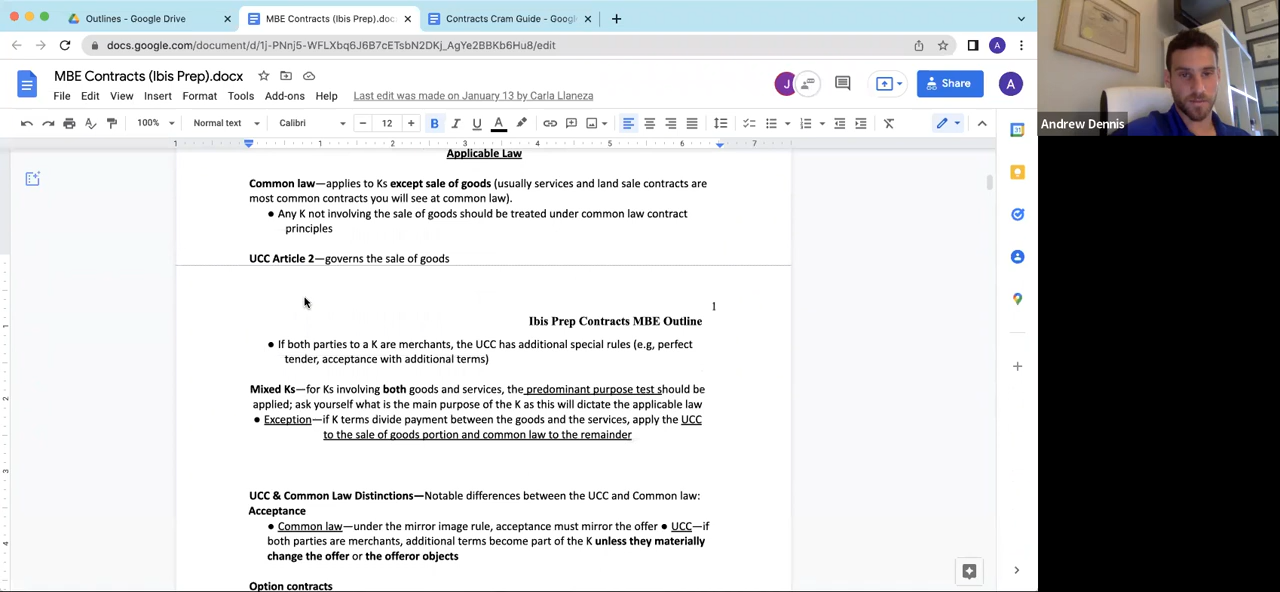 Outlines - Google Drive
MBE Contracts (Ibis Prep).docx
Contracts Cram Guide - Google
docs.google.com/document/d/1j-PNnj5-WFLXbq6J6B7cETsbN2DKj_AgYe2BBKb6Hu8/edit
MBE Contracts (Ibis Prep).docx
File Edit View Insert Format Add-ons Help Last edit was made on January 13 by Carla Llaneza
J
Share
A
100% Normal text Calibri 12
Andrew Dennis
Applicable Law
Common law—applies to Ks except sale of goods (usually services and land sale contracts are
most common contracts you will see at common law).
● Any K not involving the sale of goods should be treated under common law contract
principles
UCC Article 2—governs the sale of goods
1
Ibis Prep Contracts MBE Outline
● If both parties to a K are merchants, the UCC has additional special rules (e.g, perfect
tender, acceptance with additional terms)
Mixed Ks—for Ks involving both goods and services, the predominant purpose test should be
applied; ask yourself what is the main purpose of the K as this will dictate the applicable law
● Exception—if K terms divide payment between the goods and the services, apply the UCC
to the sale of goods portion and common law to the remainder
UCC & Common Law Distinctions—Notable differences between the UCC and Common law:
Acceptance
● Common law—under the mirror image rule, acceptance must mirror the offer ● UCC—if
both parties are merchants, additional terms become part of the K unless they materially
change the offer or the offeror objects
Option contracts